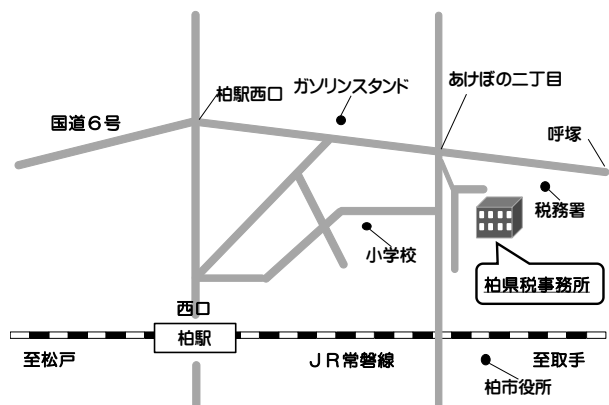 あけぼの二丁目
ガソリンスタンド
柏駅西口
国道６号
呼塚
税務署
小学校
柏県税事務所
西口
柏駅
至松戸
ＪＲ常磐線
至取手
柏市役所